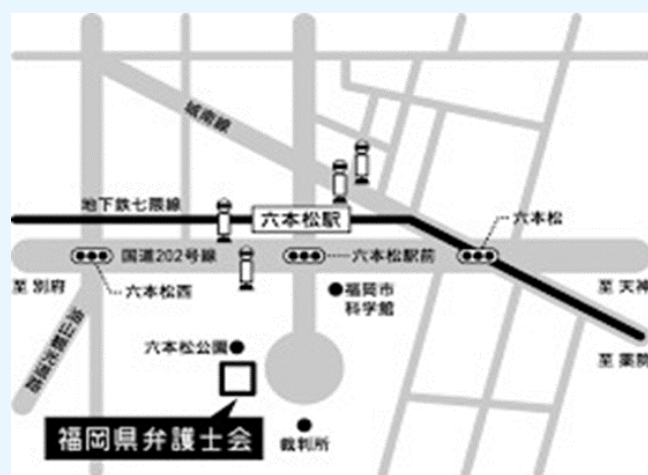 城南線
地下鉄七隈線
六本松駅
六本松
国道202号線
六本松駅前
至 別府
六本松西
福岡市
科学館
至 天神
至 薬院
六本松公園
福岡県弁護士会
裁判所